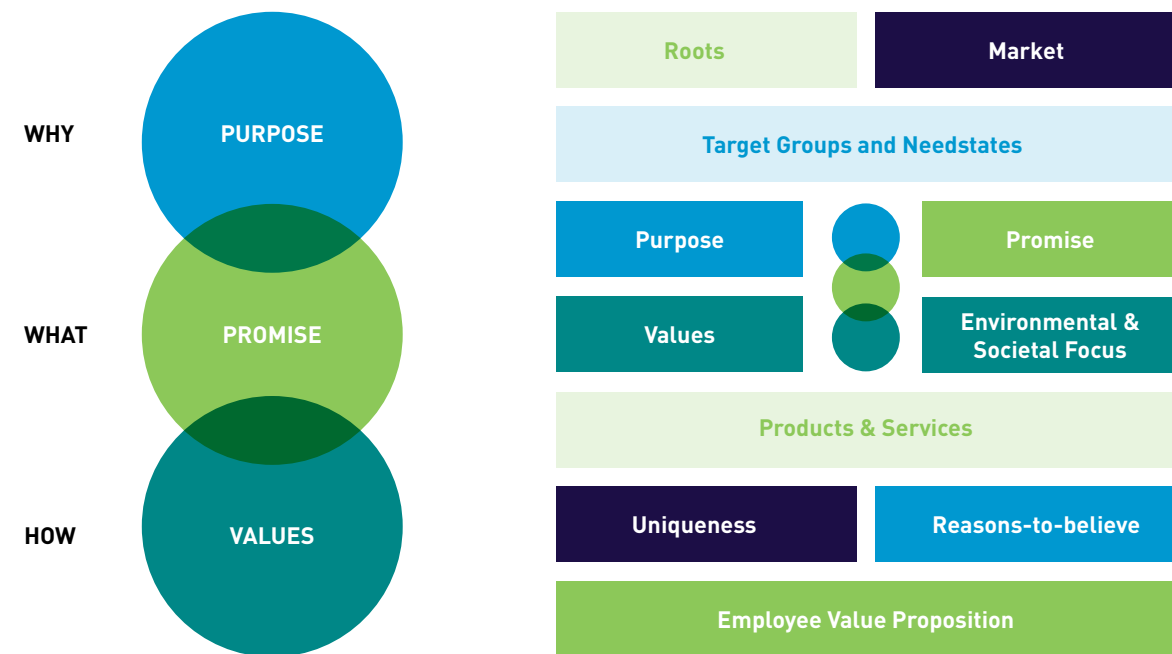 WHY
PURPOSE
WHAT
PROMISE
HOW
VALUES
Roots
Market
Target Groups and Needstates
Purpose
Promise
Values
Environmental &
Societal Focus
Products & Services
Uniqueness
Reasons-to-believe
Employee Value Proposition